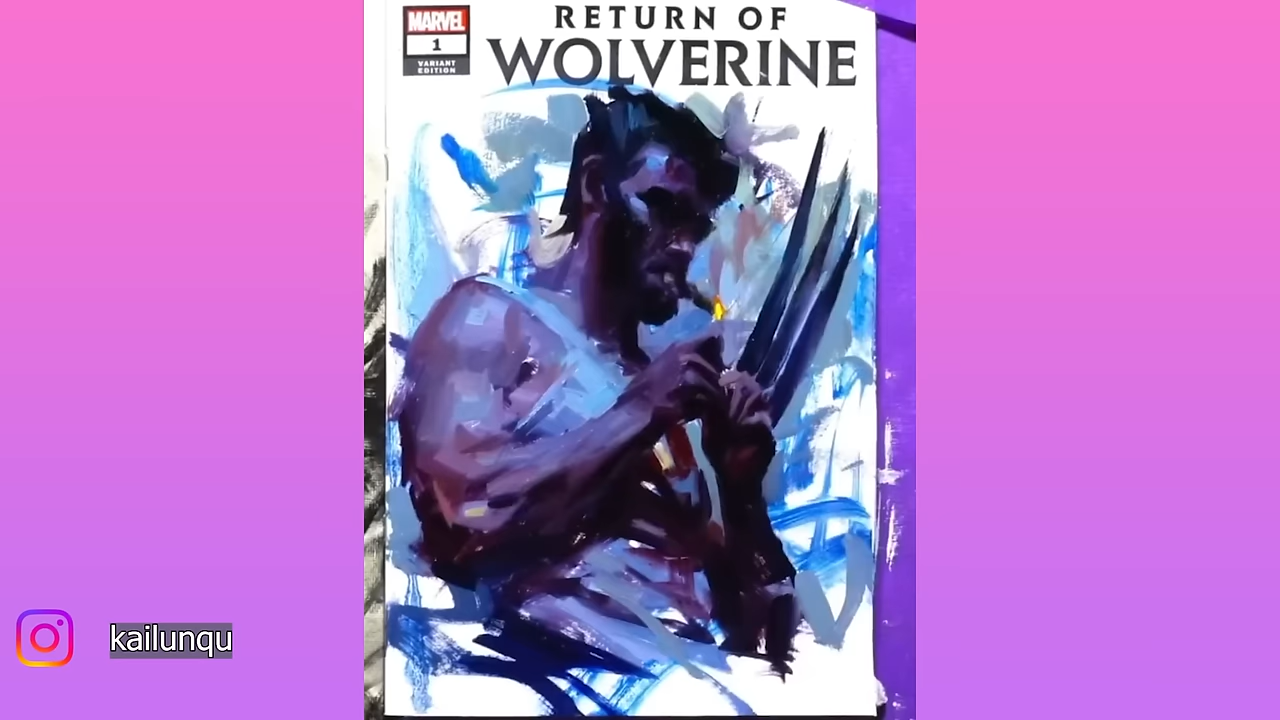 MARVEL
1
VARIANT
EDITION
RETURN OF
WOLVERINE
kailunqu